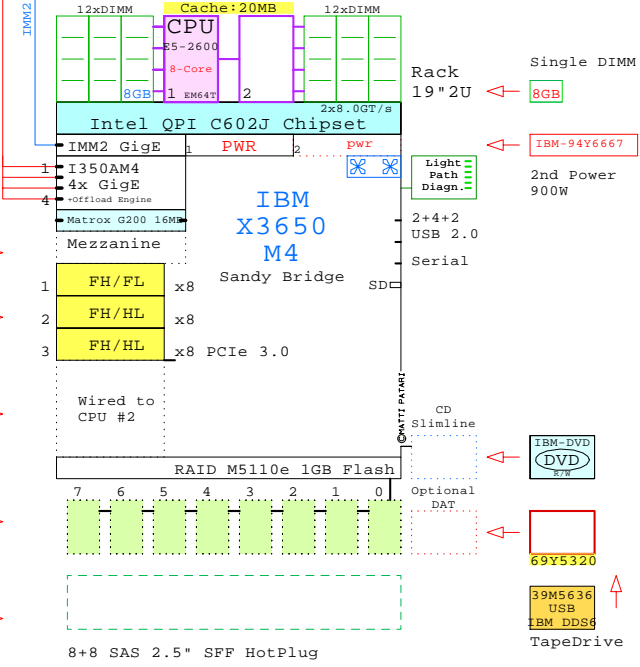 12xDIMM
Cache:20MB
12xDIMM
IMM2
CPU
E5-2600
8-Core
8GB
1 EM64T
2
Rack
19"2U
Single DIMM
8GB
2x8.0GT/s
Intel QPI C602J Chipset
IMM2 GigE
1
PWR
2
pwr
IBM-94Y6667
2nd Power
900W
1
I350AM4
4x GigE
4
+Offload Engine
Light
Path
Diagn.
Matrox G200 16MB
IBM
X3650
M4
Sandy Bridge
2+4+2
USB 2.0
Serial
SD
Mezzanine
1
FH/FL
x8
2
FH/HL
x8
3
FH/HL
x8 PCIe 3.0
Wired to
CPU #2
©MATTI PATARI
CD
Slimline
IBM-DVD
DVD
R/W
RAID M5110e 1GB Flash
7 6 5 4 3 2 1 0
Optional
DAT
69Y5320
39M5636
USB
IBM DDS6
TapeDrive
8+8 SAS 2.5" SFF HotPlug